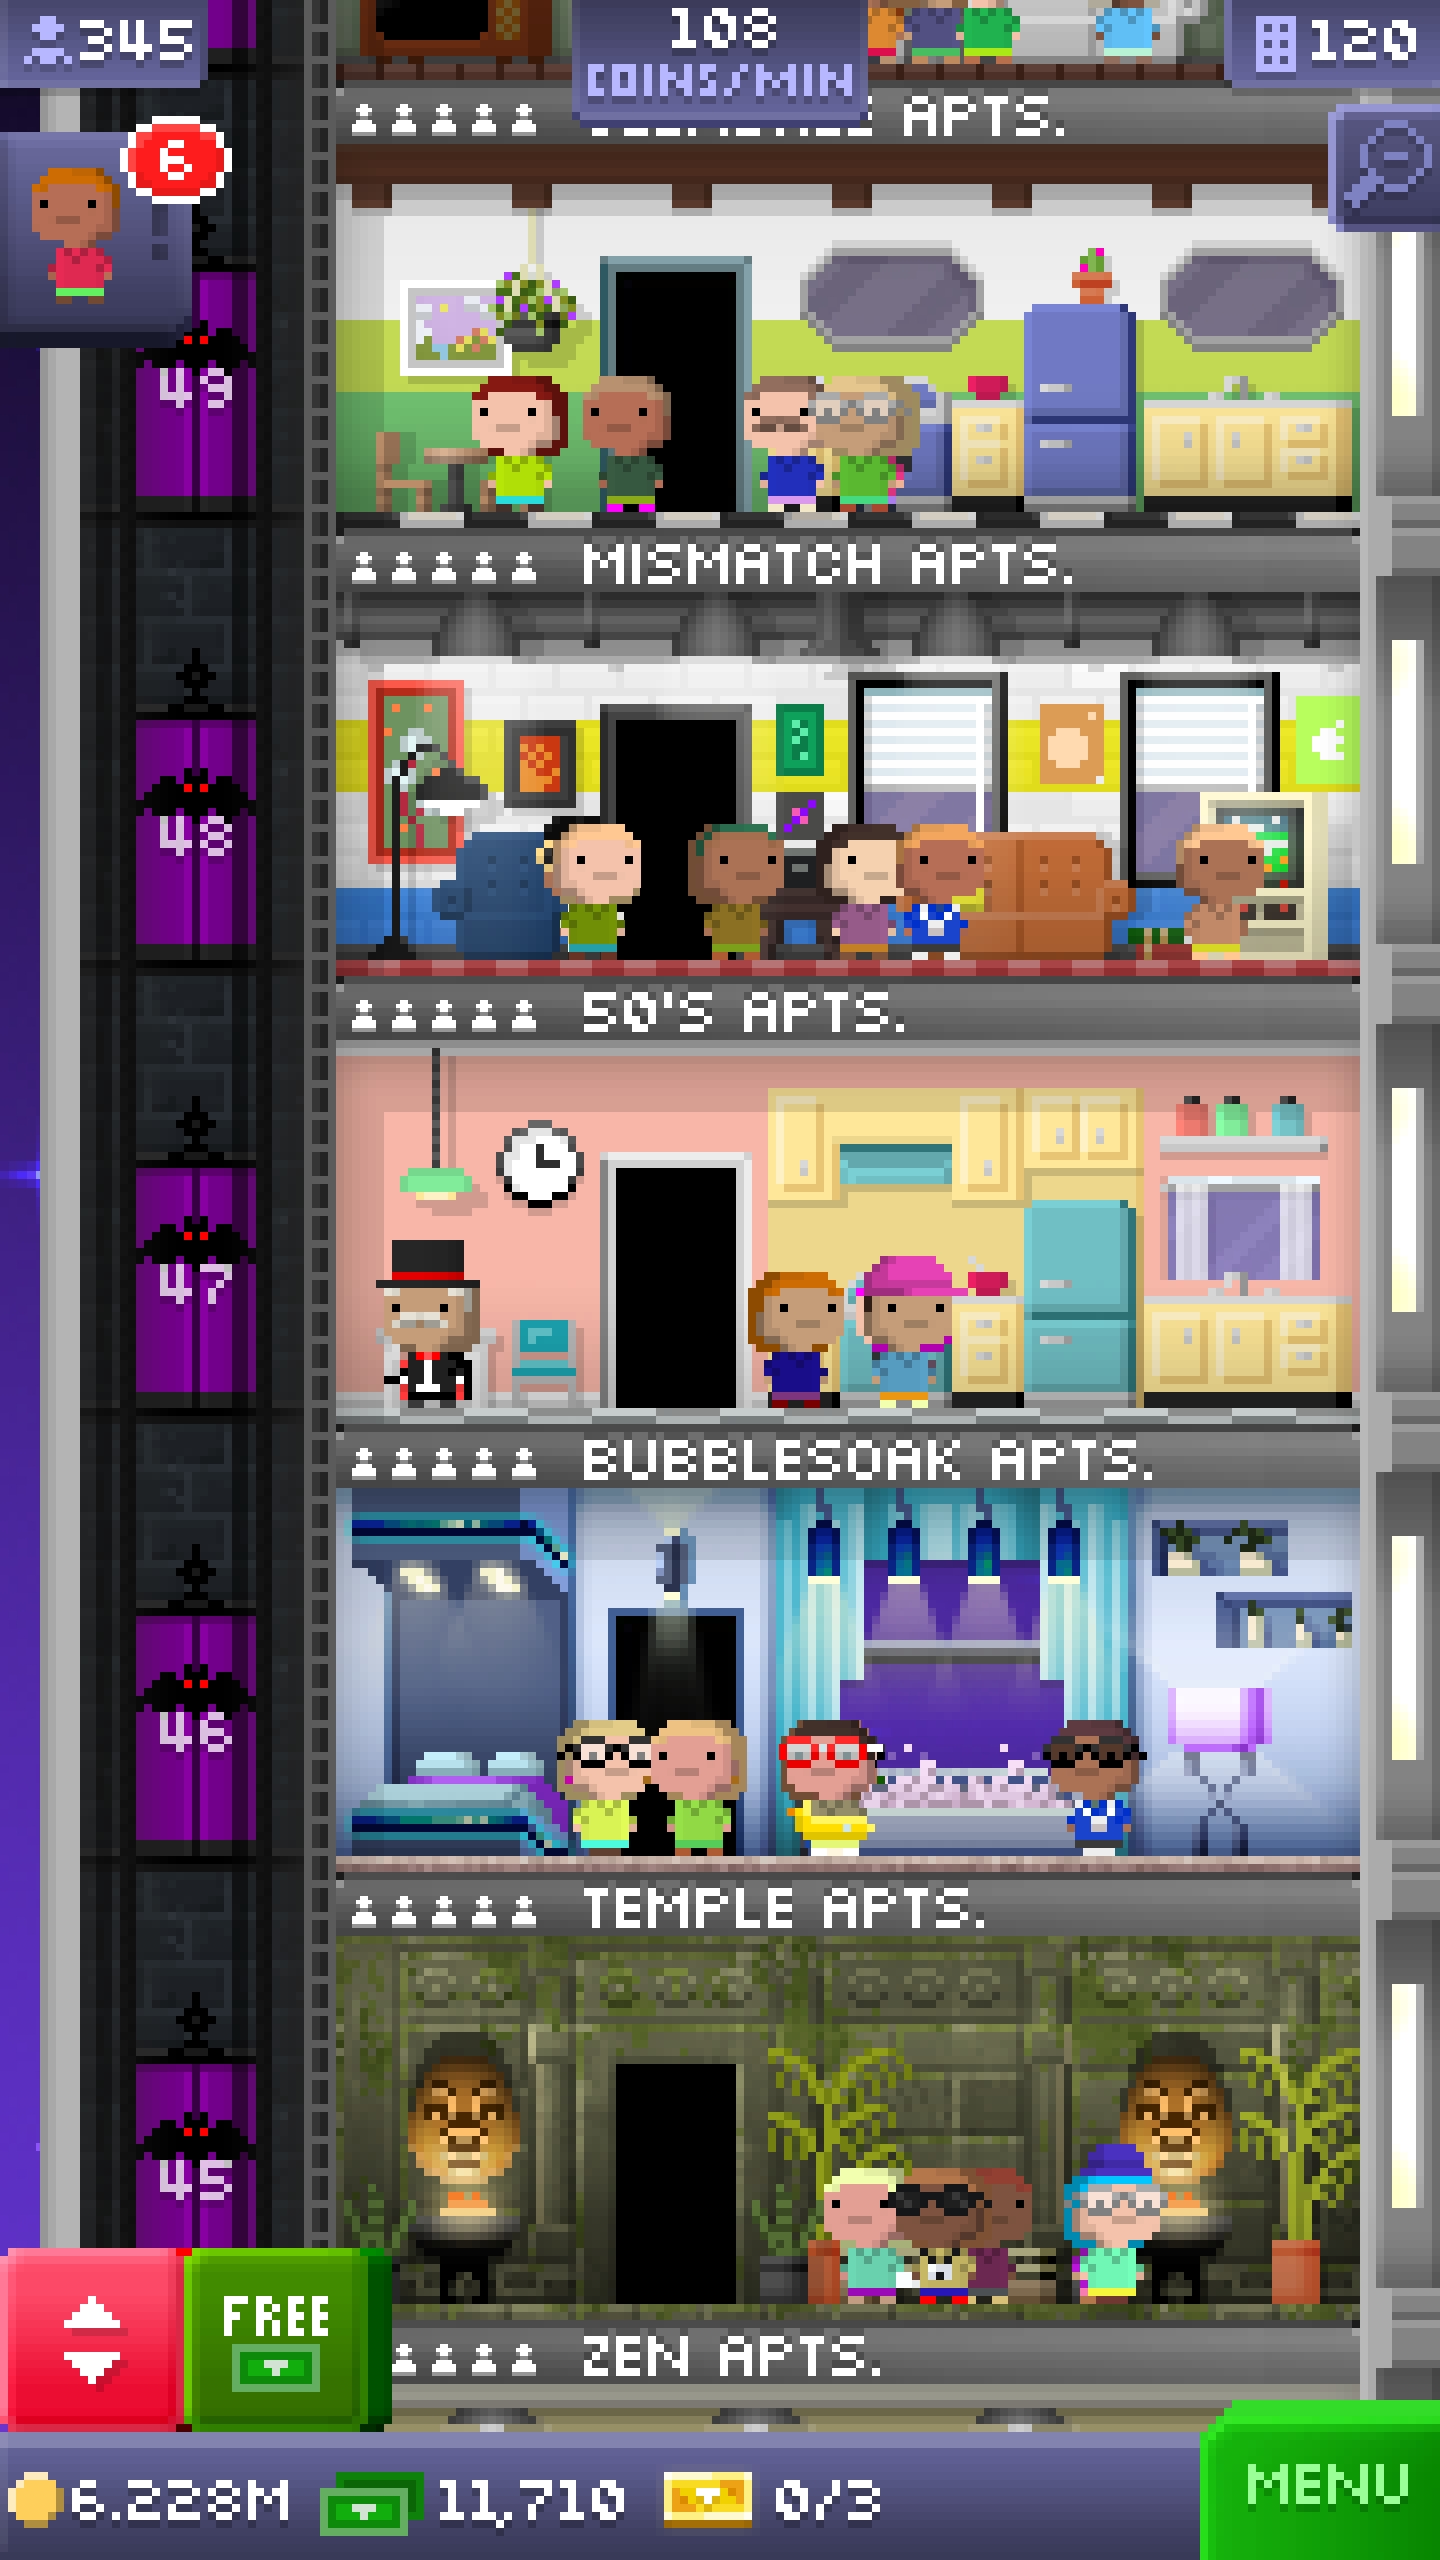 345
108
COINS/MIN
120
6
APTS.
49
MISMATCH APTS.
48
50'S APTS.
47
BUBBLESOAK APTS.
46
TEMPLE APTS.
45
FREE
ZEN APTS.
6.228M
11,710
0/3
MENU